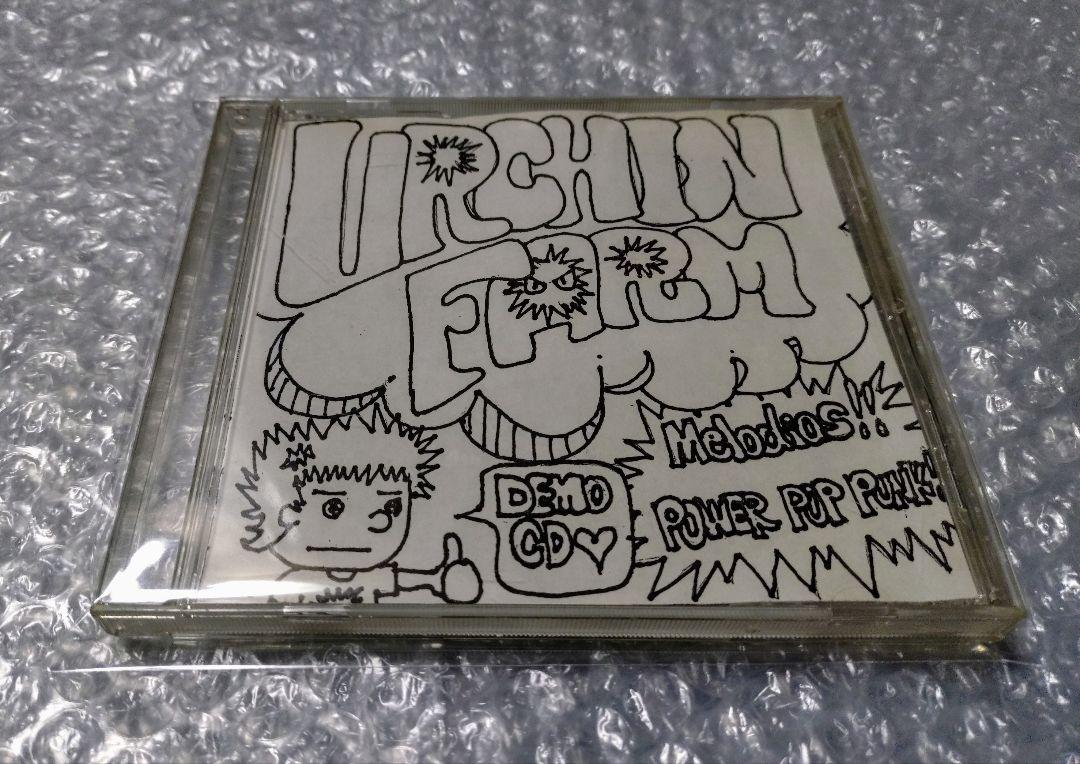 URCHIN
FARM
DEMO
CD♡
Melodios!!
POWER POP PUNK!!